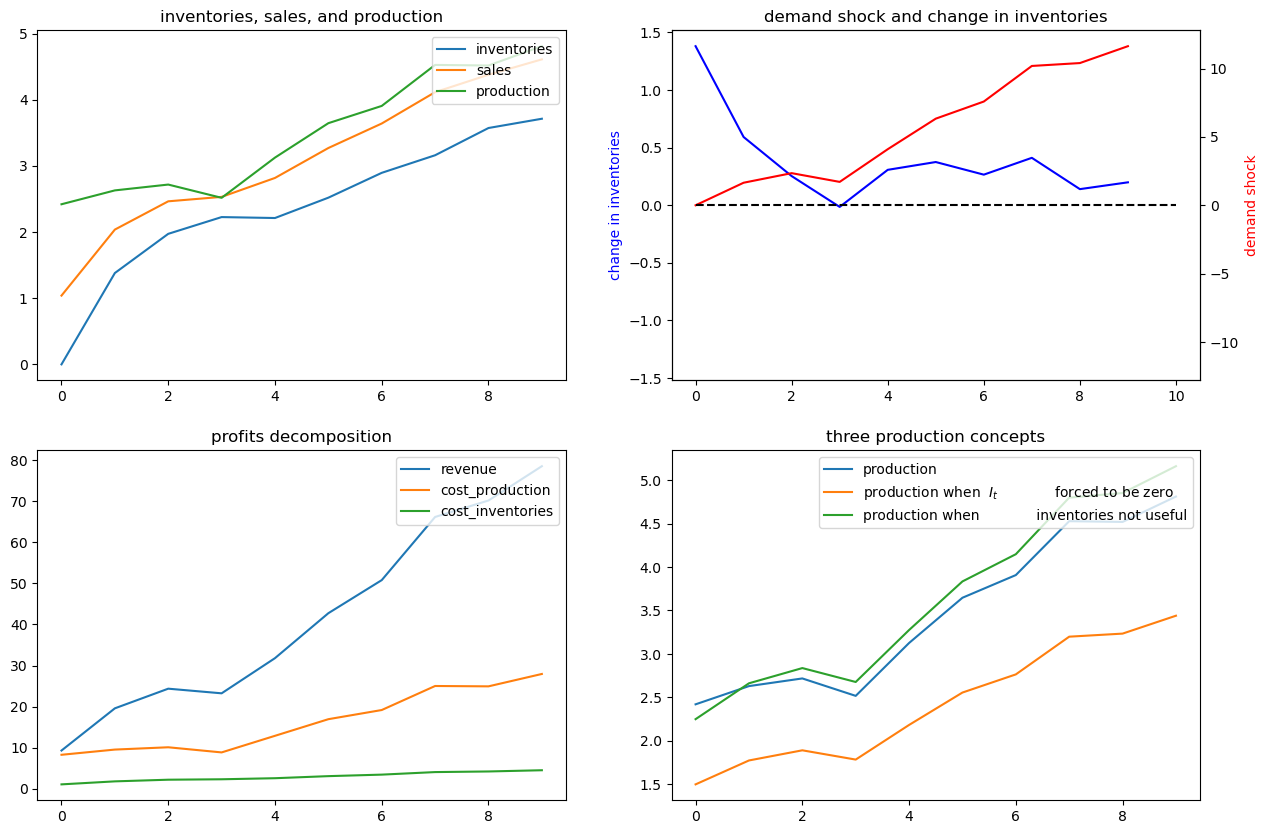 inventories, sales, and production
5
4
3
2
1
0
0 2 4 6 8
inventories
sales
production
demand shock and change in inventories
change in inventories
1.5
1.0
0.5
0.0
−0.5
−1.0
−1.5
0 2 4 6 8 10
10
5
0
−5
−10
demand shock
profits decomposition
80
70
60
50
40
30
20
10
0
0 2 4 6 8
revenue
cost_production
cost_inventories
three production concepts
5.0
4.5
4.0
3.5
3.0
2.5
2.0
1.5
0 2 4 6 8
production
production when I_t forced to be zero
production when inventories not useful